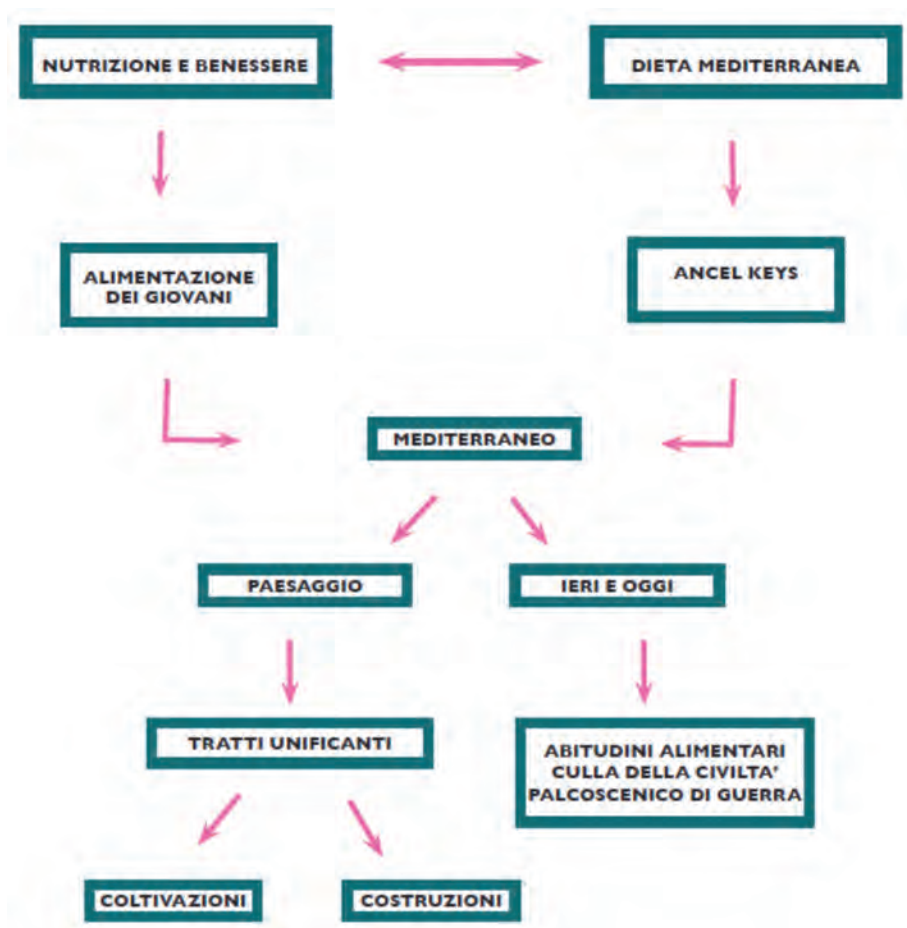 NUTRIZIONE E BENESSERE
DIETA MEDITERRANEA
ALIMENTAZIONE
DEI GIOVANI
ANCEL KEYS
MEDITERRANEO
PAESAGGIO
IERI E OGGI
TRATTI UNIFICANTI
ABITUDINI ALIMENTARI
CULLA DELLA CIVILTA'
PALCOSCENICO DI GUERRA
COLTIVAZIONI
COSTRUZIONI